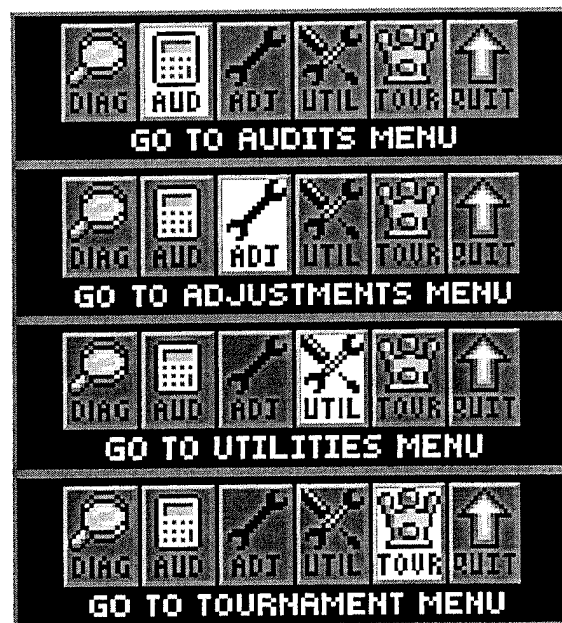 DIAG AUD ADJ UTIL TOUR QUIT
GO TO AUDITS MENU
DIAG AUD ADJ UTIL TOUR QUIT
GO TO ADJUSTMENTS MENU
DIAG AUD ADJ UTIL TOUR QUIT
GO TO UTILITIES MENU
DIAG AUD ADJ UTIL TOUR QUIT
GO TO TOURNAMENT MENU